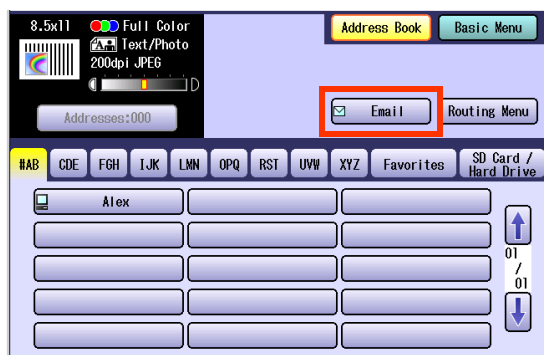 8.5x11 Full Color
Text/Photo
200dpi JPEG
D
Addresses:000
Address Book
Basic Menu
Email
Routing Menu
#AB CDE FGH IJK LMN OPQ RST UVW XYZ Favorites SD Card / Hard Drive
Alex
01
/
01